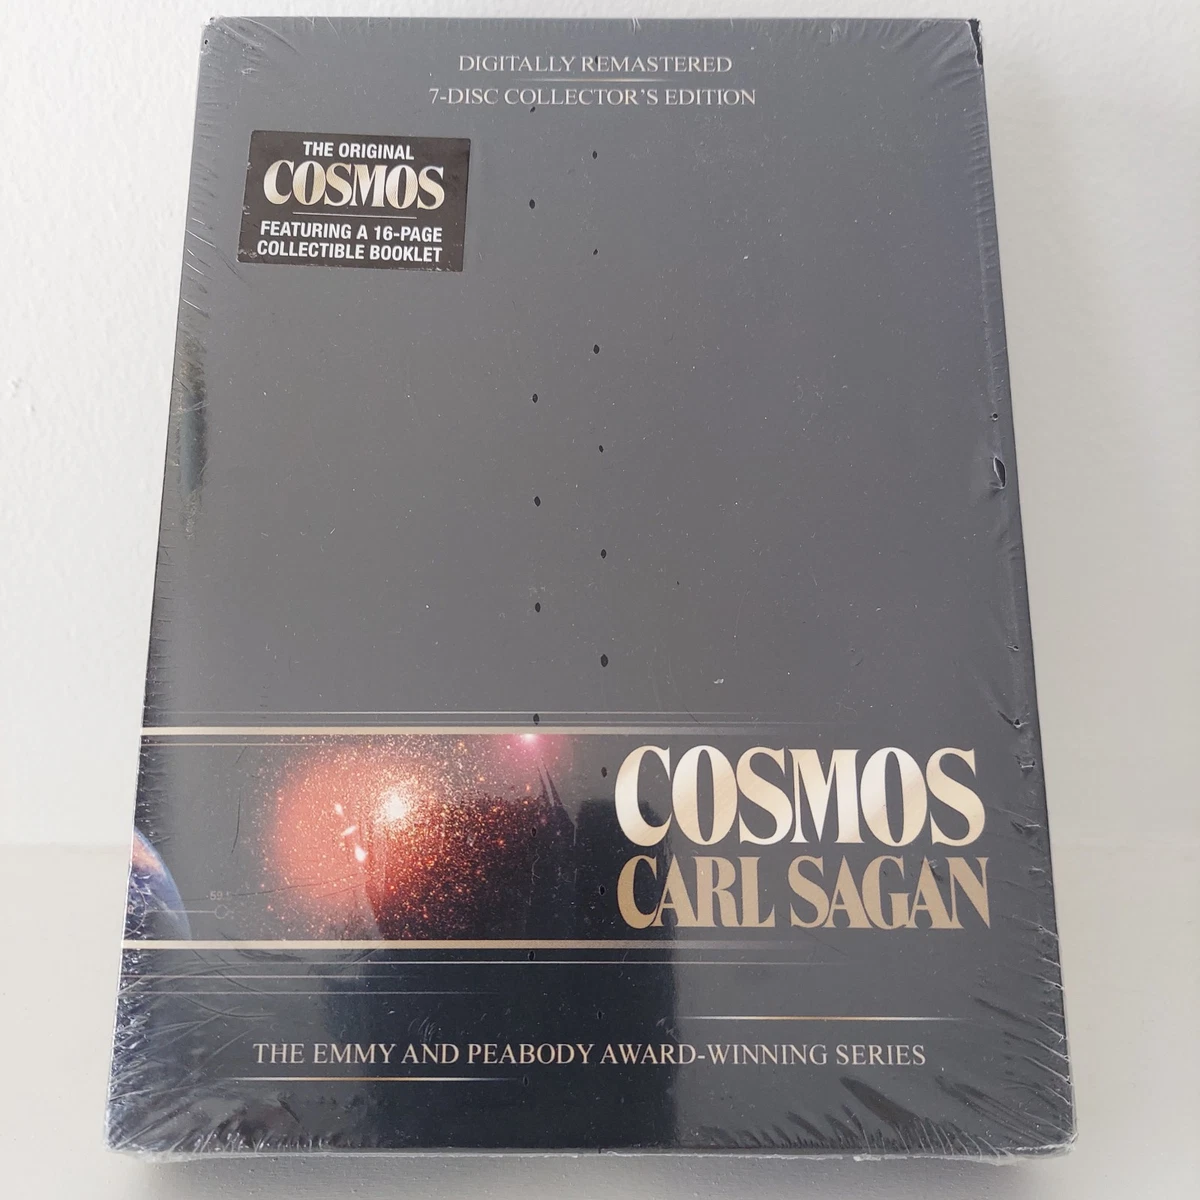 DIGITALLY REMASTERED
7-DISC COLLECTOR'S EDITION
THE ORIGINAL
COSMOS
FEATURING A 16-PAGE
COLLECTIBLE BOOKLET
COSMOS
CARL SAGAN
THE EMMY AND PEABODY AWARD-WINNING SERIES